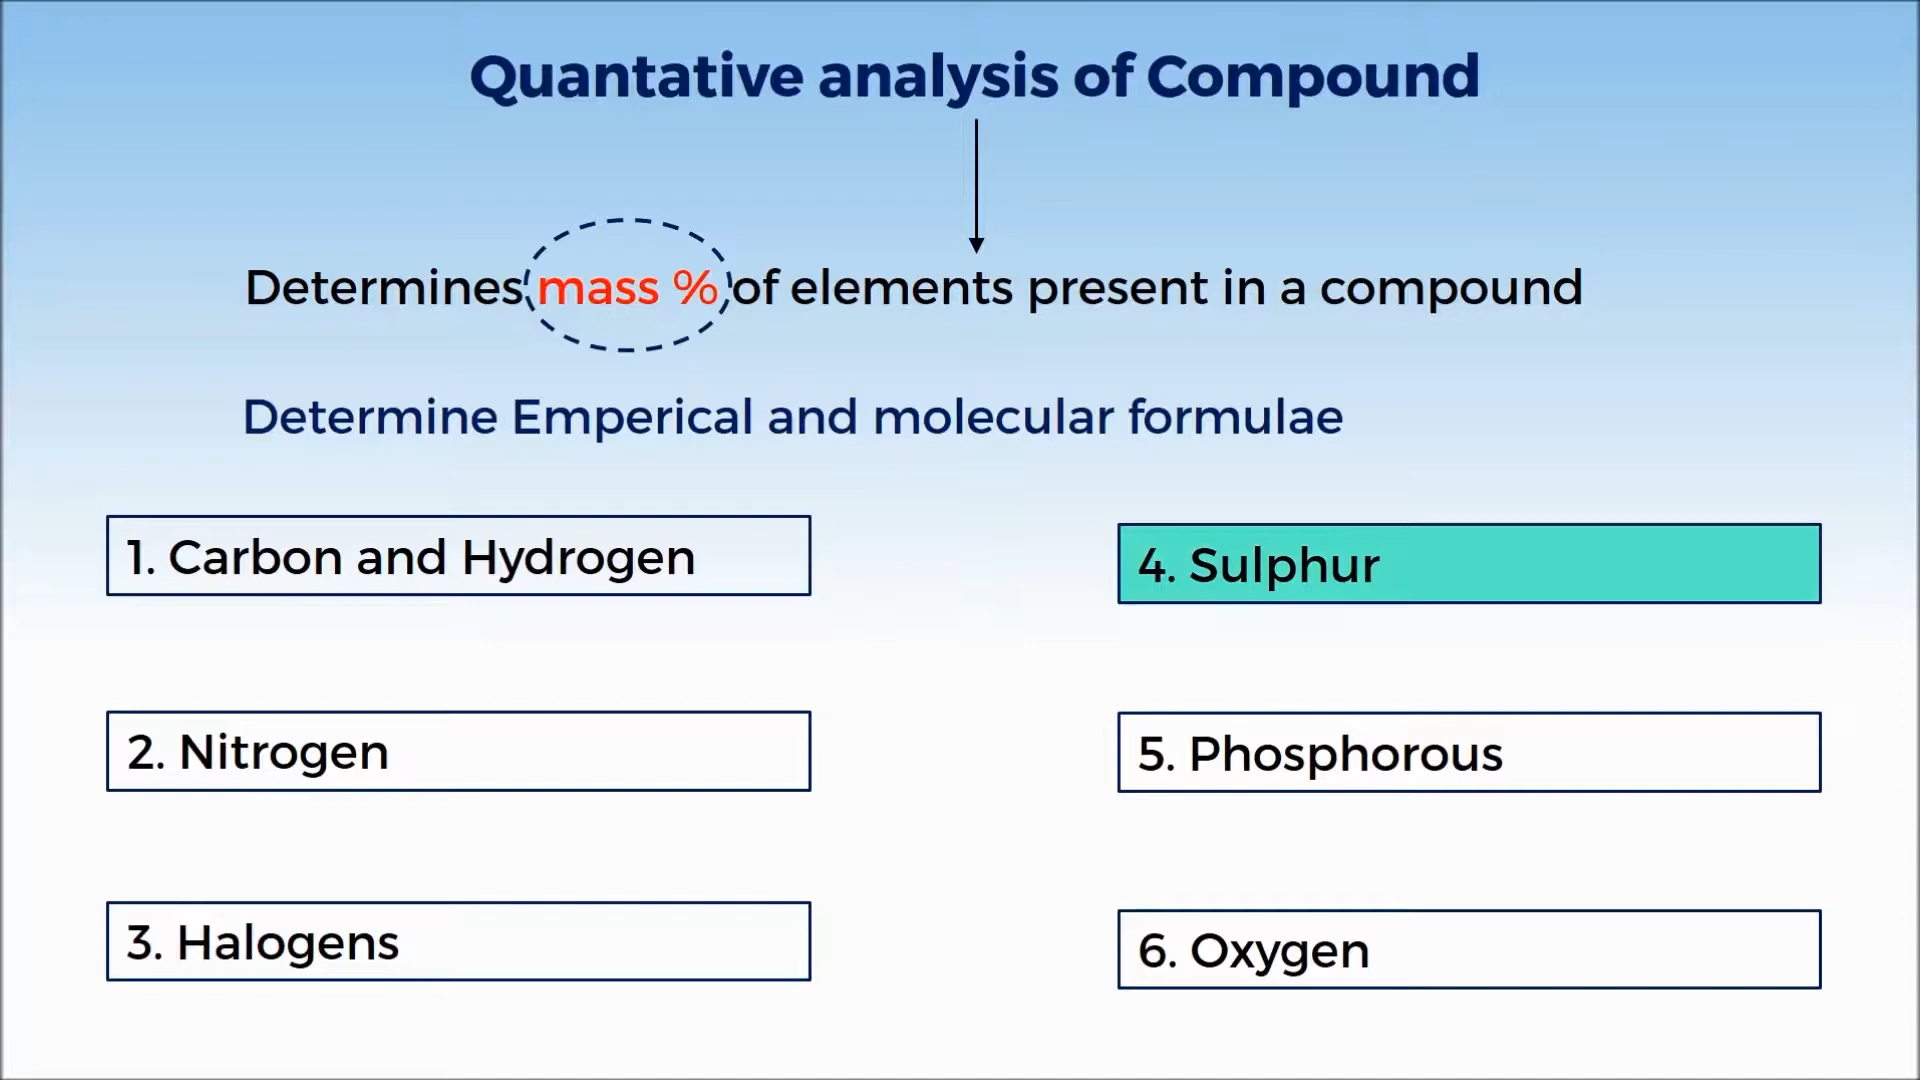 Quantative analysis of Compound
Determines mass % of elements present in a compound
Determine Emperical and molecular formulae
1. Carbon and Hydrogen
2. Nitrogen
3. Halogens
4. Sulphur
5. Phosphorous
6. Oxygen